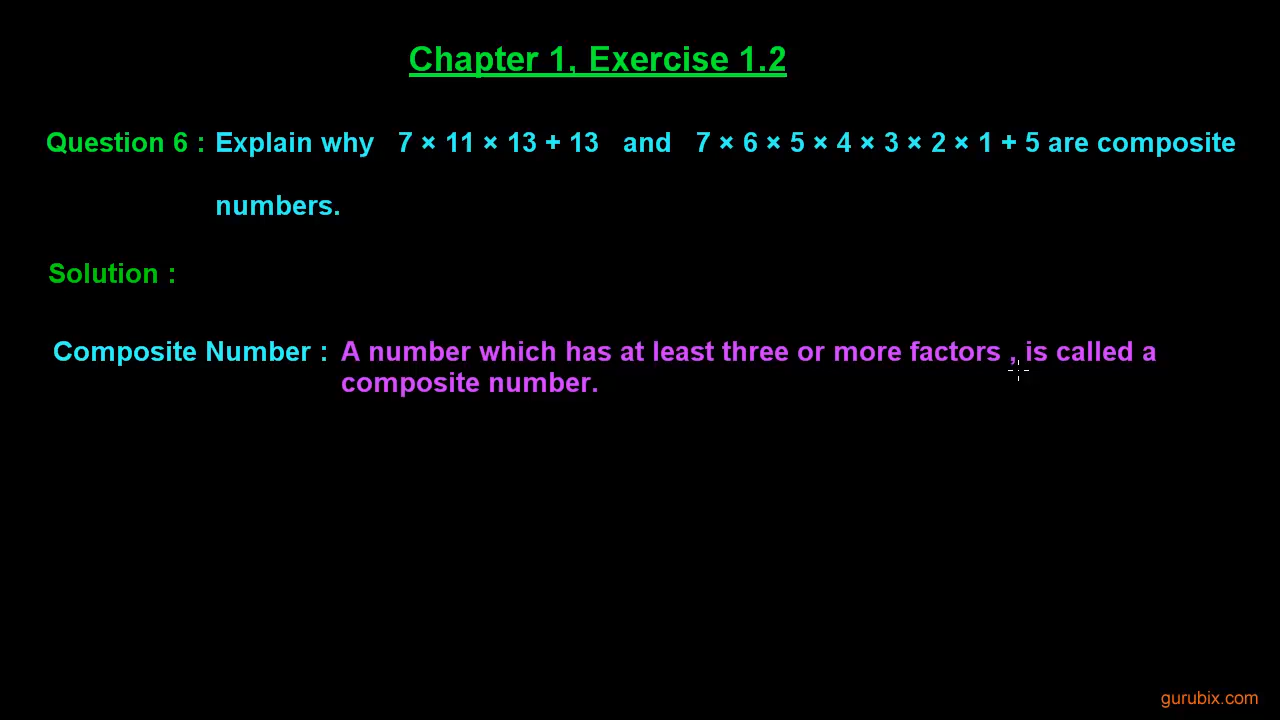 Chapter 1, Exercise 1.2
Question 6 : Explain why 7 × 11 × 13 + 13 and 7 × 6 × 5 × 4 × 3 × 2 × 1 + 5 are composite
numbers.
Solution :
Composite Number : A number which has at least three or more factors , is called a
composite number.
gurubix.com